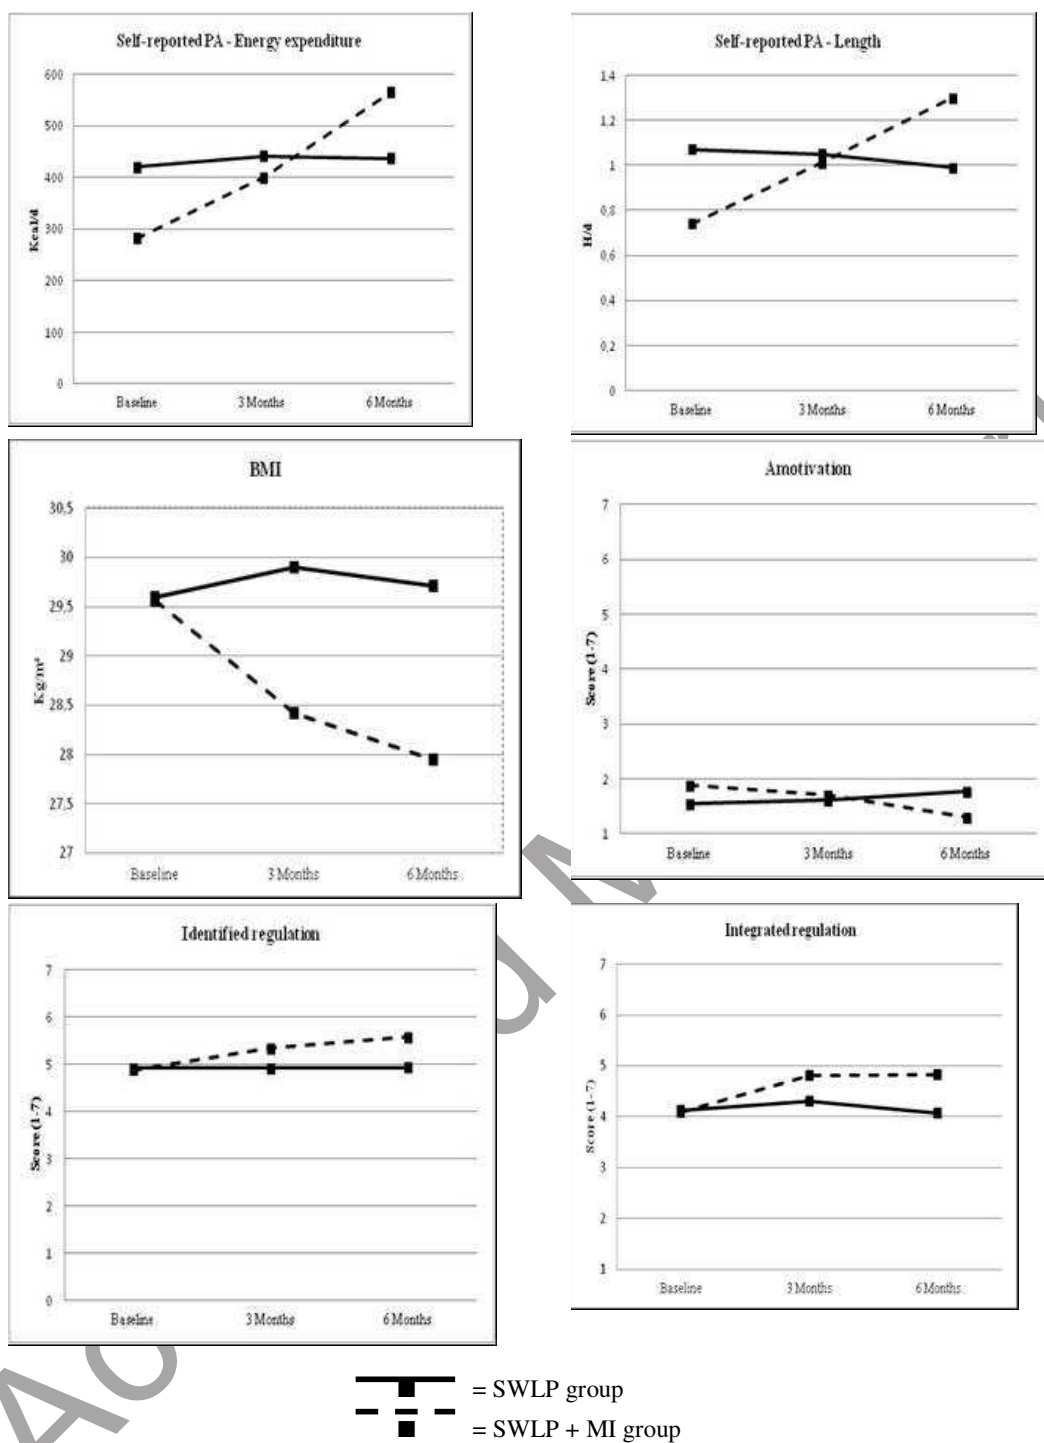 Self-reported PA - Energy expenditure
600
500
400
300
200
100
0
Kcal/d
Baseline 3 Months 6 Months
Self-reported PA - Length
1,4
1,2
1
0,8
0,6
0,4
0,2
0
H/d
Baseline 3 Months 6 Months
BMI
30,5
30
29,5
29
28,5
28
27,5
27
Kg/m²
Baseline 3 Months 6 Months
Amotivation
7
6
5
4
3
2
1
Score (1-7)
Baseline 3 Months 6 Months
Identified regulation
7
6
5
4
3
2
1
0
Score (1-7)
Baseline 3 Months 6 Months
Integrated regulation
7
6
5
4
3
2
1
Score (1-7)
Baseline 3 Months 6 Months
= SWLP group
= SWLP + MI group